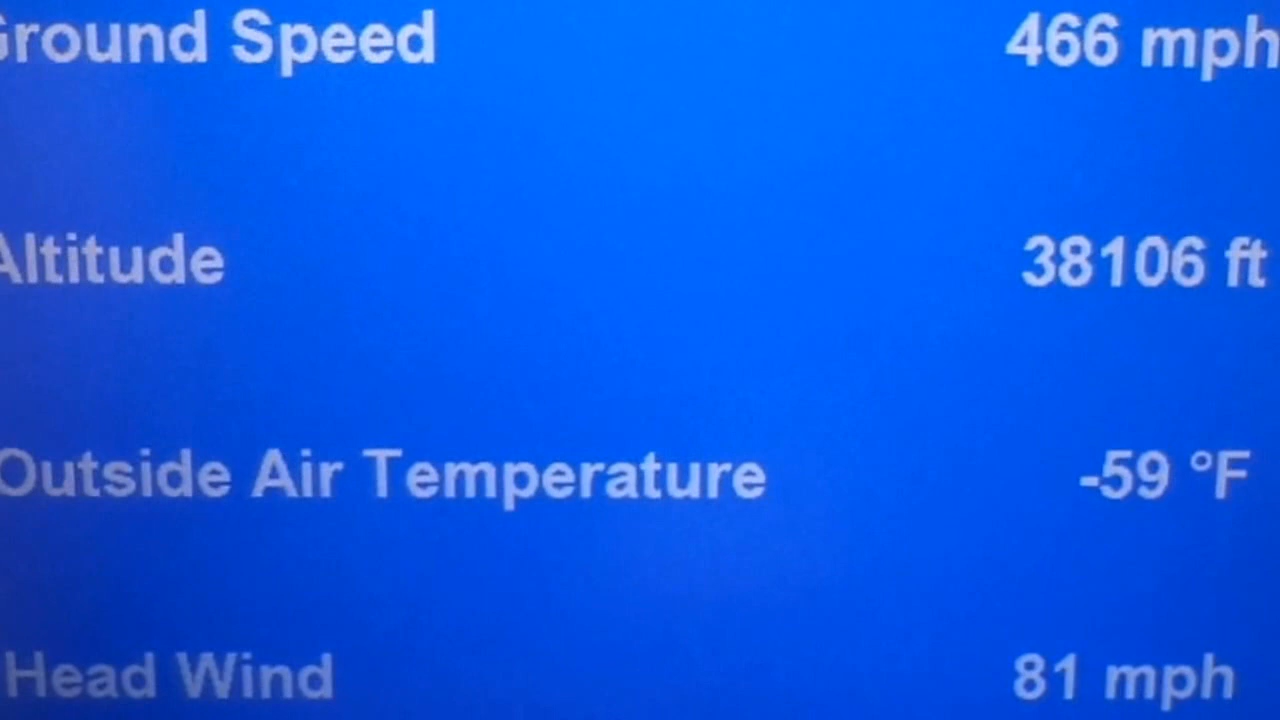 Ground Speed 466 mph
Altitude 38106 ft
Outside Air Temperature -59 °F
Head Wind 81 mph